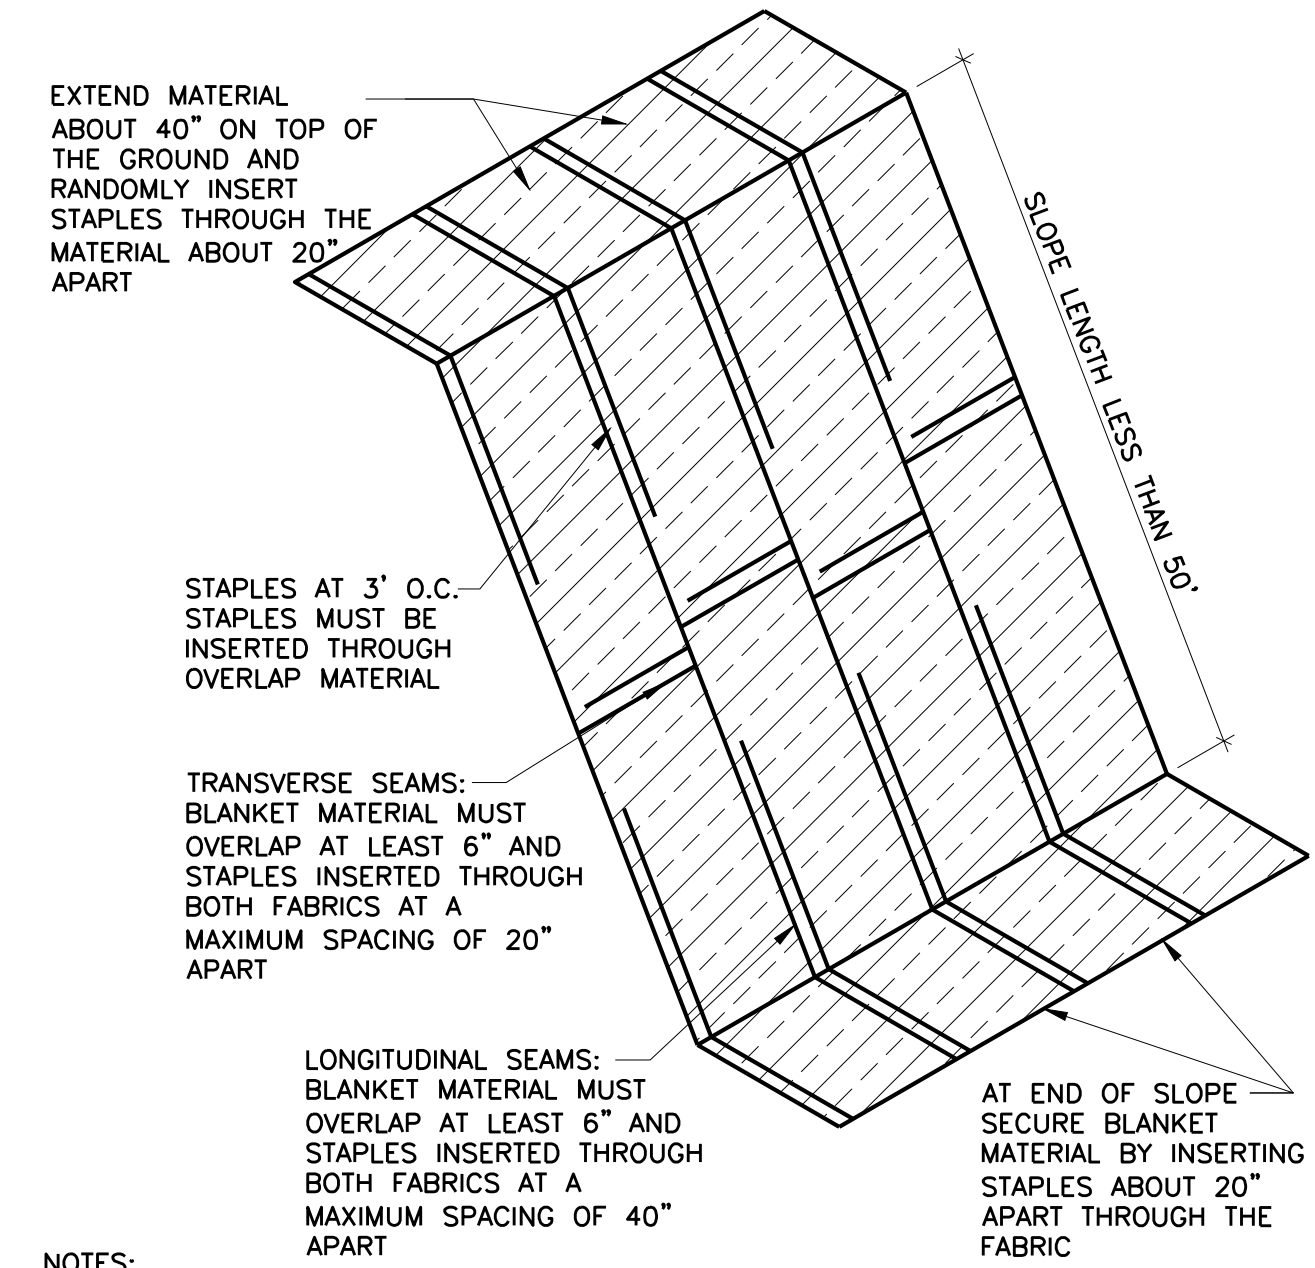 EXTEND MATERIAL
ABOUT 40" ON TOP OF
THE GROUND AND
RANDOMLY INSERT
STAPLES THROUGH THE
MATERIAL ABOUT 20"
APART
SLOPE LENGTH LESS THAN 50'
STAPLES AT 3' O.C.
STAPLES MUST BE
INSERTED THROUGH
OVERLAP MATERIAL
TRANSVERSE SEAMS:
BLANKET MATERIAL MUST
OVERLAP AT LEAST 6" AND
STAPLES INSERTED THROUGH
BOTH FABRICS AT A
MAXIMUM SPACING OF 20"
APART
LONGITUDINAL SEAMS:
BLANKET MATERIAL MUST
OVERLAP AT LEAST 6" AND
STAPLES INSERTED THROUGH
BOTH FABRICS AT A
MAXIMUM SPACING OF 40"
APART
AT END OF SLOPE
SECURE BLANKET
MATERIAL BY INSERTING
STAPLES ABOUT 20"
APART THROUGH THE
FABRIC
NOTES: